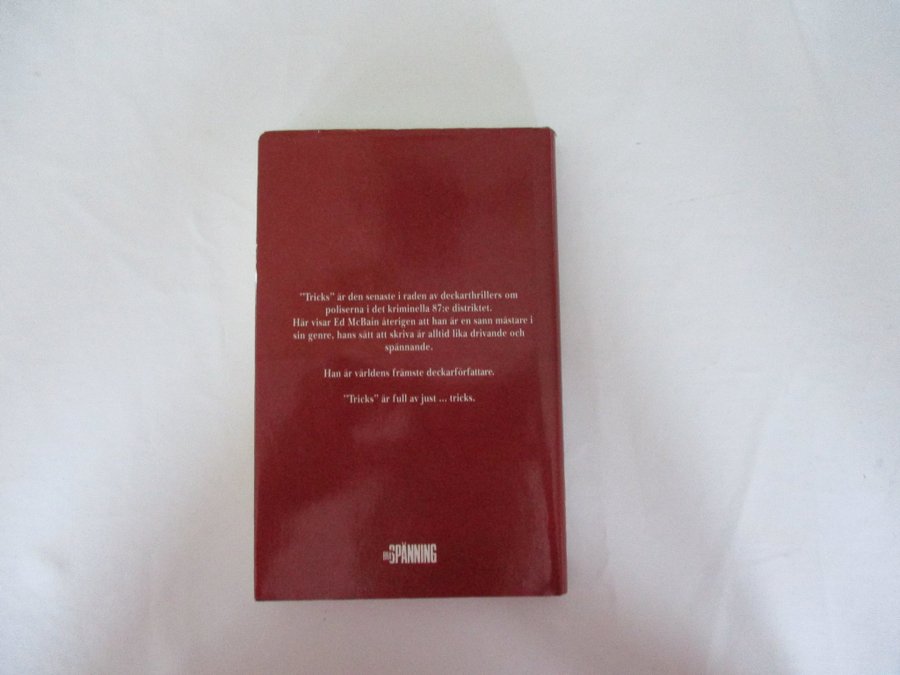 "Tricks" är den senaste i raden av deckarthrillers om
poliserna i det kriminella 87:e distriktet.
Här visar Ed McBain återigen att han är en sann mästare i
sin genre, hans sätt att skriva är alltid lika drivande och
spännande.
Han är världens främste deckarförfattare.
"Tricks" är full av just ... tricks.
BRA SPÄNNING